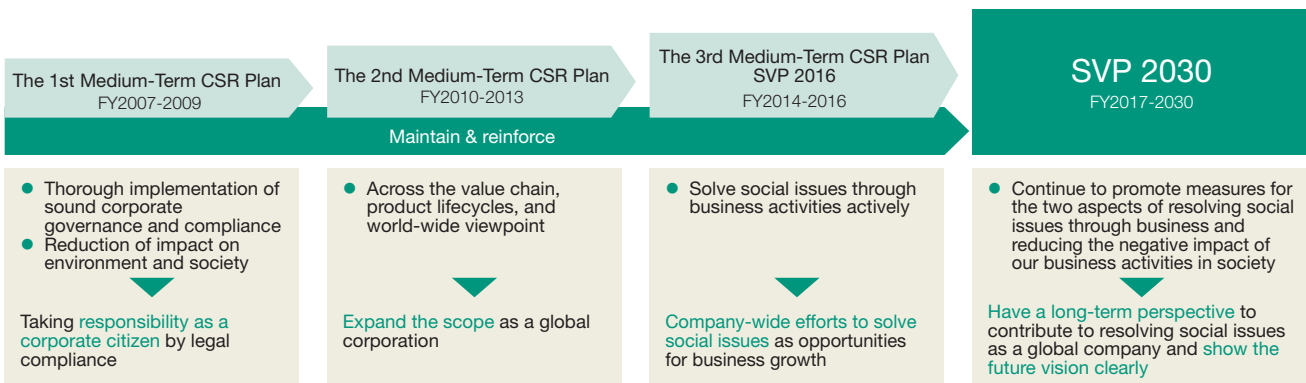 The 1st Medium-Term CSR Plan
FY2007-2009
The 2nd Medium-Term CSR Plan
FY2010-2013
The 3rd Medium-Term CSR Plan
SVP 2016
FY2014-2016
SVP 2030
FY2017-2030
Maintain & reinforce
● Thorough implementation of
sound corporate
governance and compliance
● Reduction of impact on
environment and society
Taking responsibility as a
corporate citizen by legal
compliance
● Across the value chain,
product lifecycles, and
world-wide viewpoint
Expand the scope as a global
corporation
● Solve social issues through
business activities actively
Company-wide efforts to solve
social issues as opportunities
for business growth
● Continue to promote measures for
the two aspects of resolving social
issues through business and
reducing the negative impact of
our business activities in society
Have a long-term perspective to
contribute to resolving social issues
as a global company and show the
future vision clearly